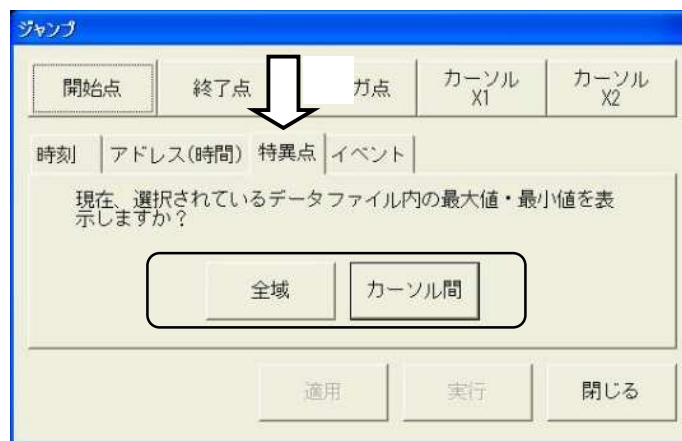 ジャンプ
開始点
終了点
ガ点
カーソル
X1
カーソル
X2
時刻
アドレス(時間)
特異点
イベント
現在、選択されているデータファイル内の最大値・最小値を表
示しますか？
全域
カーソル間
適用
実行
閉じる